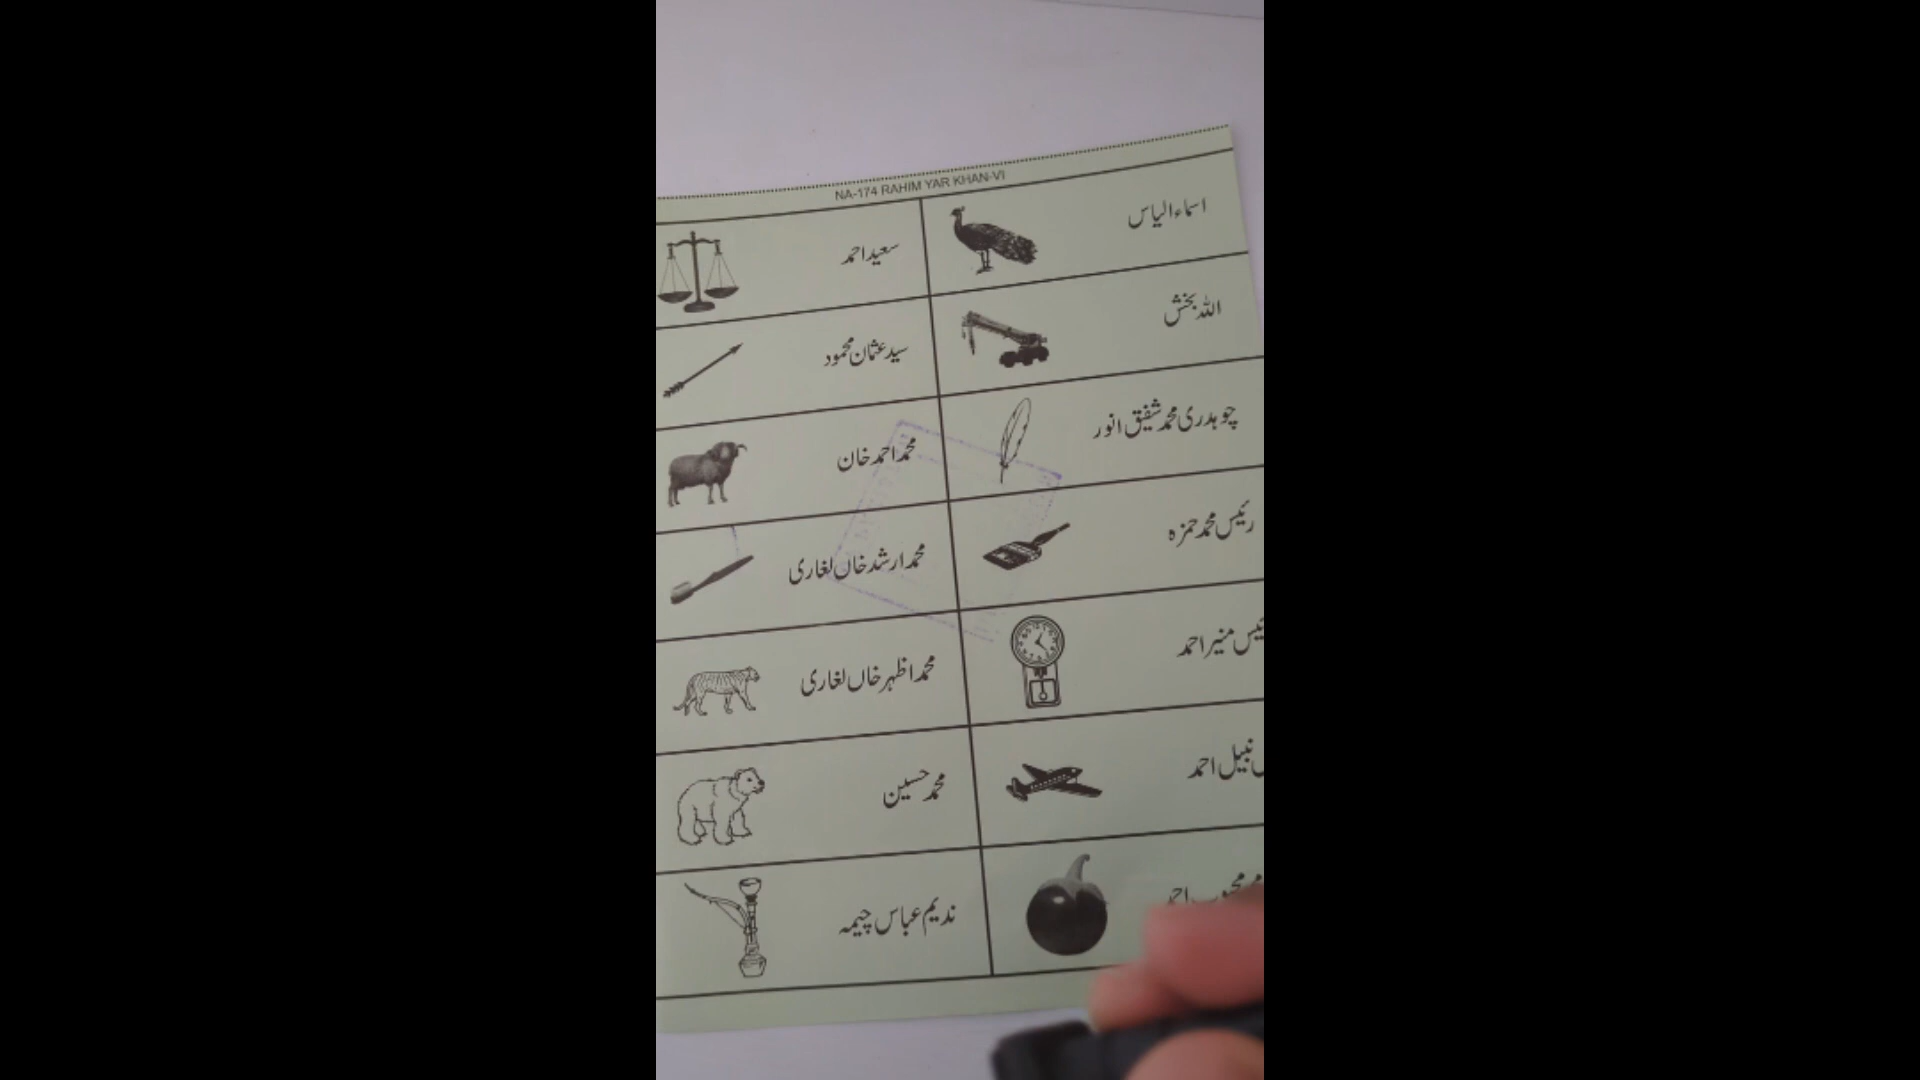 NA-174 RAHIM YAR KHAN-VI
اسماء الیاس
اللہ بخش
چوہدری محمد شفیق انور
رئیس محمد حمزہ
منیر احمد
نبیل احمد
سعید احمد
سید عثمان محمود
محمد احمد خان
محمد ارشد خاں لغاری
محمد اظہر خاں لغاری
محمد حسین
ندیم عباس چیمہ